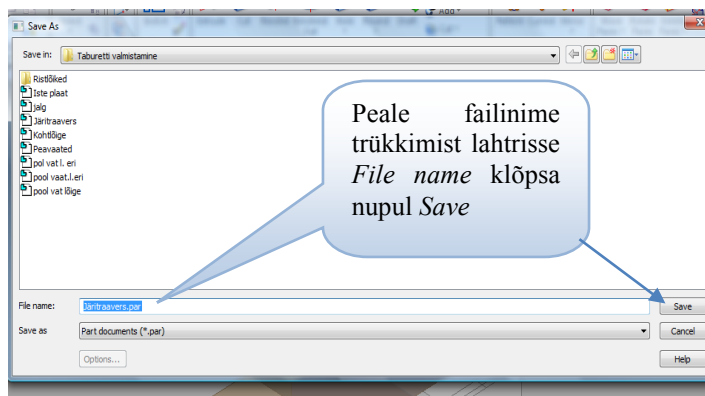 Add
Save As
Save in: Taburetti valmistamine
Ristlõiked
Iste plaat
jalg
Järitraavers
Kohtlõige
Peavaated
pol vat l. eri
pool vaat.l.eri
pool vat lõige
Peale failinime
trükkimist lahtrisse
File name klõpsa
nupul Save
File name: Järitraavers.par Save
Save as Part documents (*.par) Cancel
Options... Help